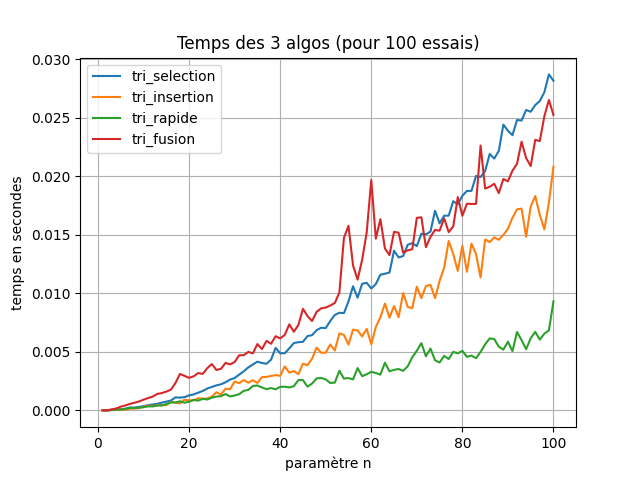 Temps des 3 algos (pour 100 essais)
tri_selection
tri_insertion
tri_rapide
tri_fusion
temps en secondes
0.030
0.025
0.020
0.015
0.010
0.005
0.000
0 20 40 60 80 100
paramètre n